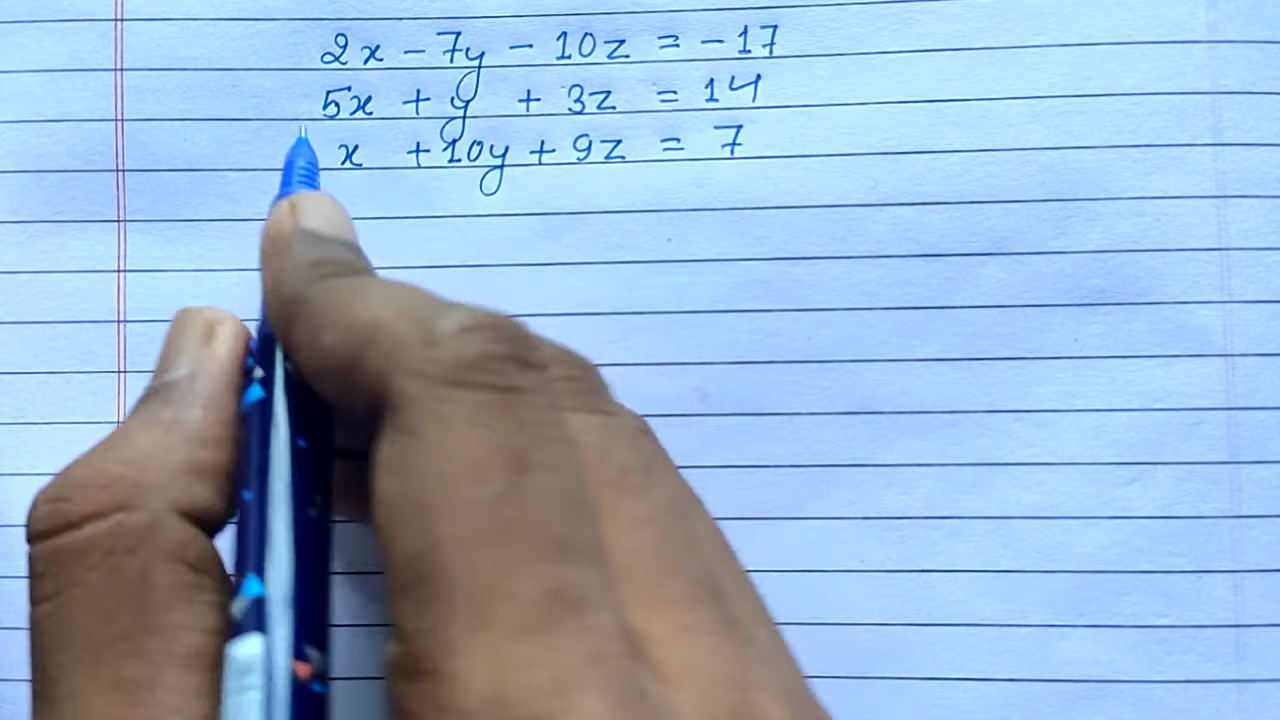 2x - 7y - 10z = -17
5x + y + 3z = 14
x + 10y + 9z = 7